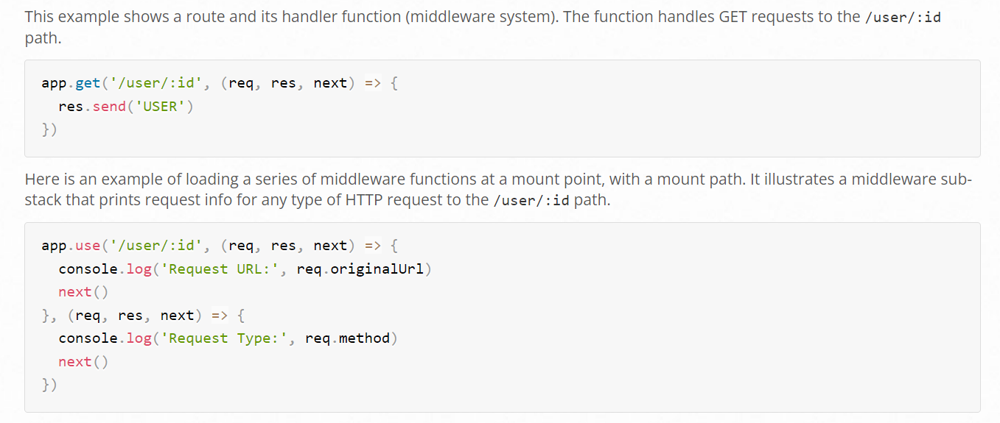 This example shows a route and its handler function (middleware system). The function handles GET requests to the /user/:id
path.
app.get('/user/:id', (req, res, next) => {
  res.send('USER')
})
Here is an example of loading a series of middleware functions at a mount point, with a mount path. It illustrates a middleware sub-
stack that prints request info for any type of HTTP request to the /user/:id path.
app.use('/user/:id', (req, res, next) => {
  console.log('Request URL:', req.originalUrl)
  next()
}, (req, res, next) => {
  console.log('Request Type:', req.method)
  next()
})